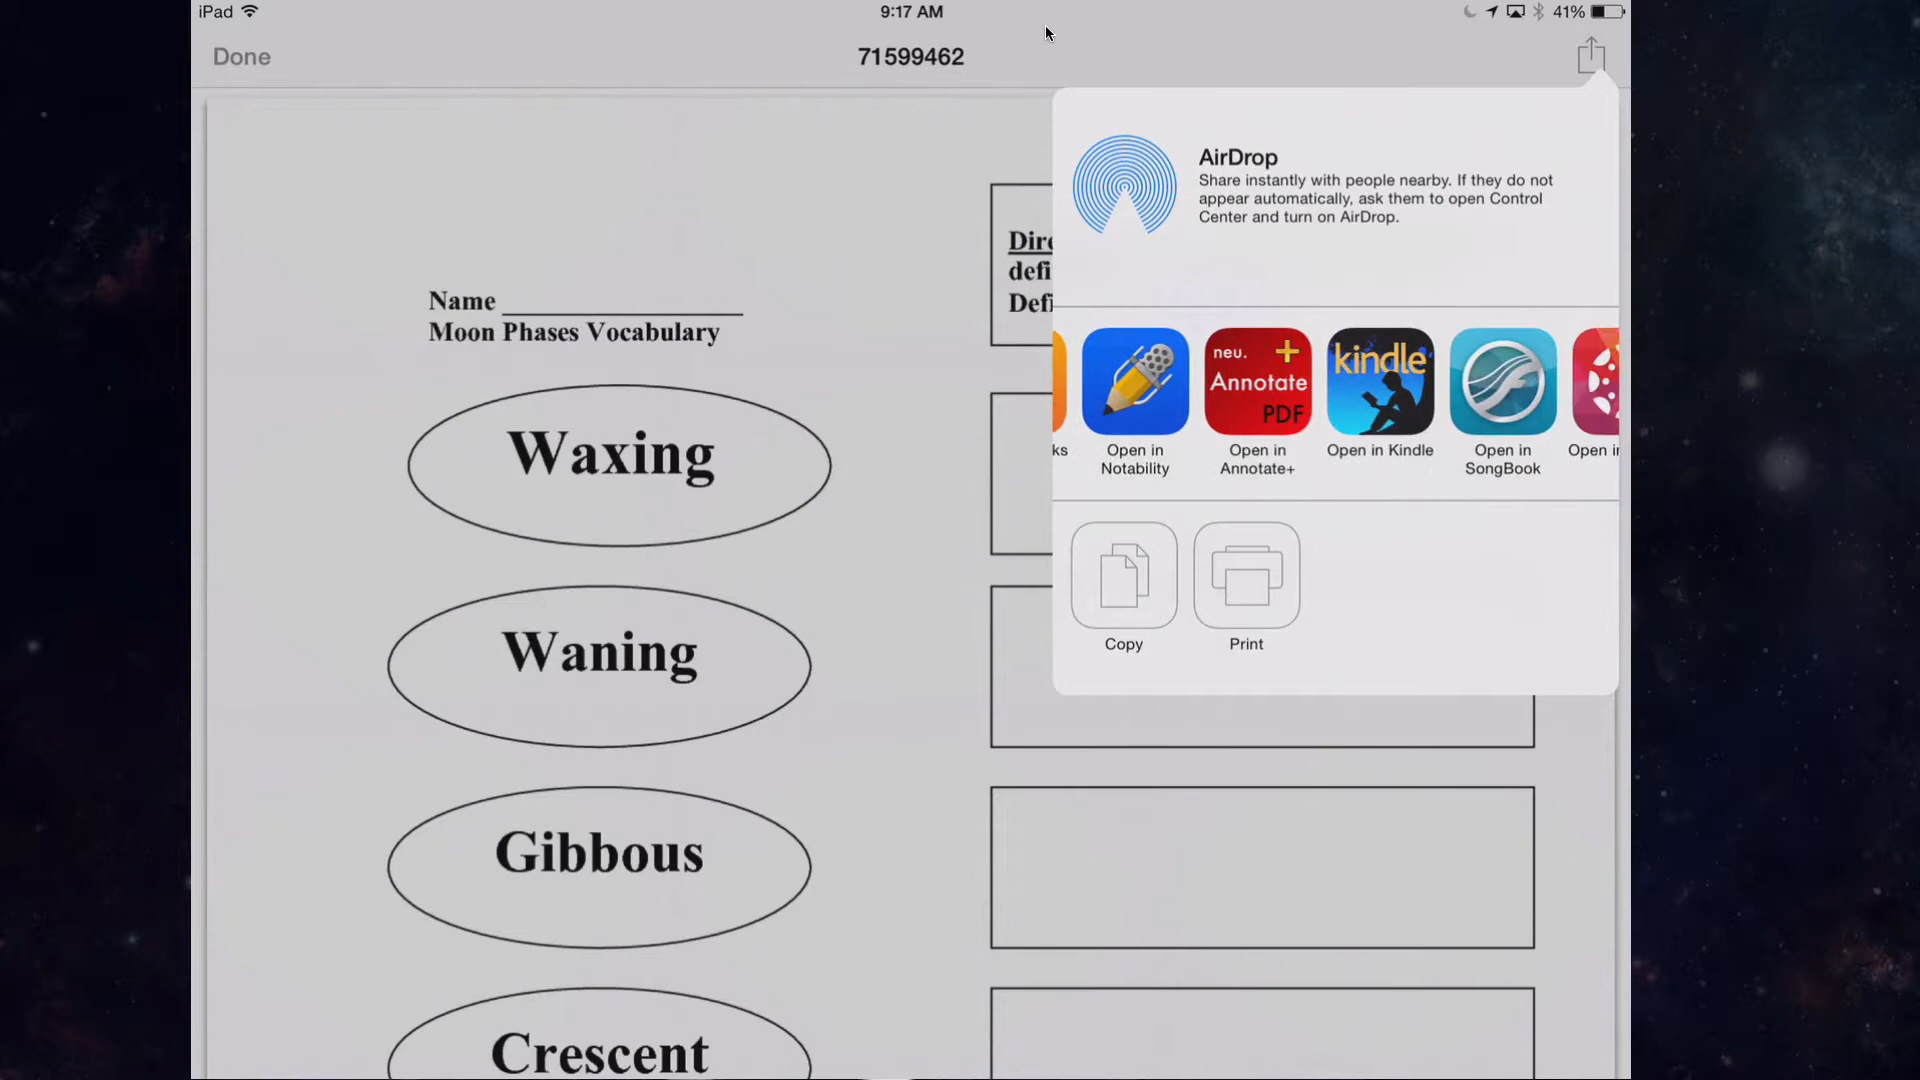 iPad
9:17 AM
41%
Done
71599462
AirDrop
Share instantly with people nearby. If they do not
appear automatically, ask them to open Control
Center and turn on AirDrop.
Name
Moon Phases Vocabulary
neu.
Annotate
PDF
kindle
Open in
Notability
Open in
Annotate+
Open in Kindle
Open in
SongBook
Open
Waxing
Copy
Print
Waning
Gibbous
Crescent